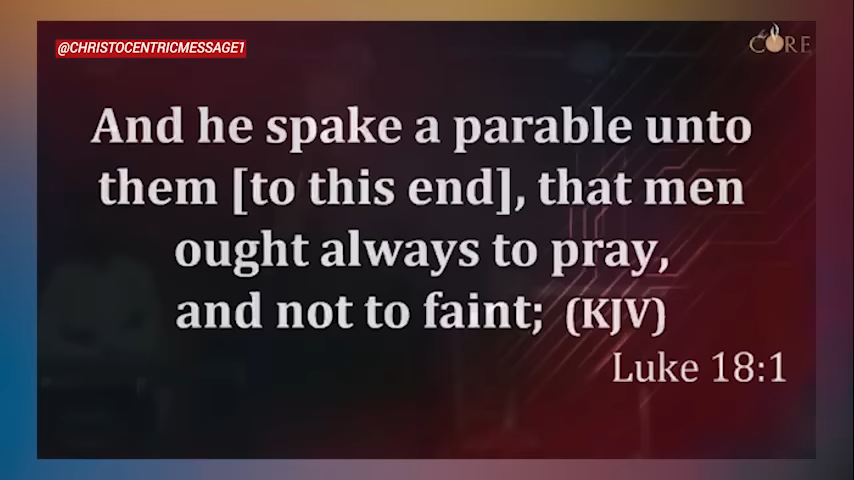 @CHRISTOCENTRICMESSAGE1
CORE
And he spake a parable unto
them [to this end], that men
ought always to pray,
and not to faint; (KJV)
Luke 18:1